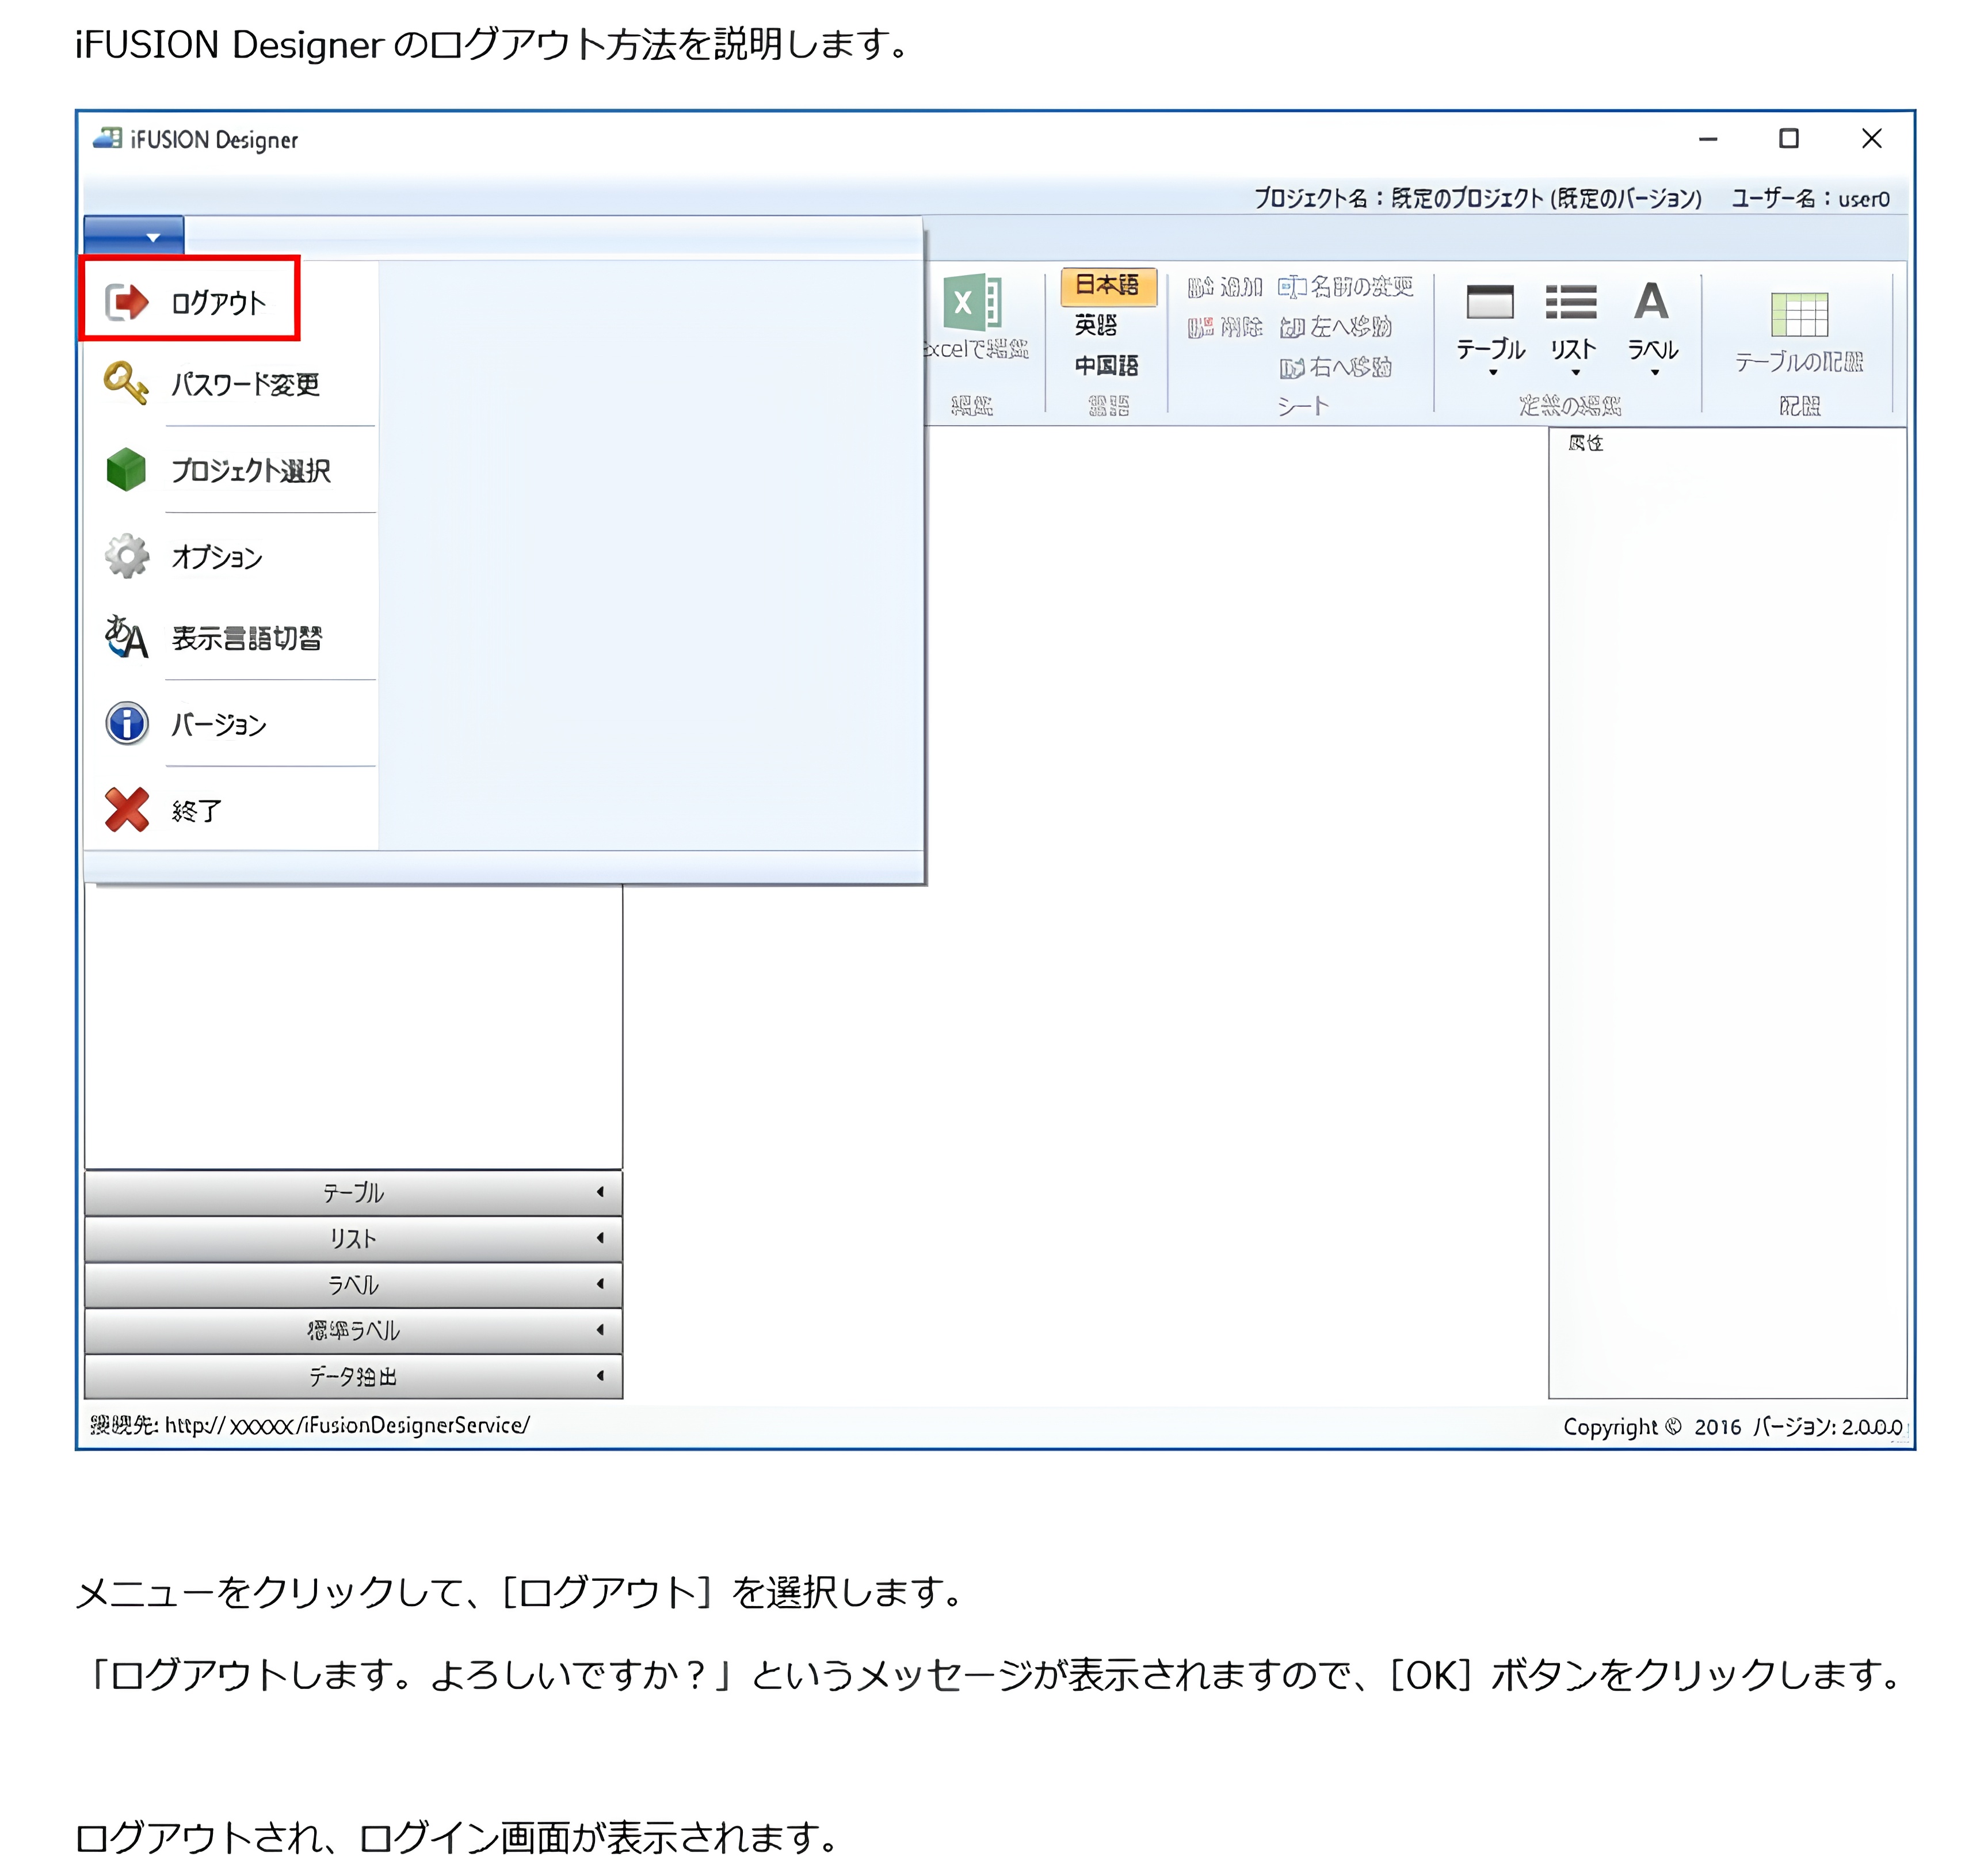 iFUSION Designer のログアウト方法を説明します。
iFUSION Designer
プロジェクト名：既定のプロジェクト (既定のバージョン) ユーザー名：user0
ログアウト
パスワード変更
プロジェクト選択
オプション
表示言語切替
バージョン
終了
Excelで編集
編集
日本語
英語
中国語
言語
追加 名前の変更
削除 左へ移動
右へ移動
シート
テーブル リスト ラベル
定義の編集
テーブルの配置
配置
属性
テーブル
リスト
ラベル
標準ラベル
データ抽出
接続先: http:// xxxxx /iFusionDesignerService/
Copyright © 2016 バージョン: 2.0.0.0
メニューをクリックして、[ログアウト] を選択します。
「ログアウトします。よろしいですか？」というメッセージが表示されますので、[OK] ボタンをクリックします。
ログアウトされ、ログイン画面が表示されます。